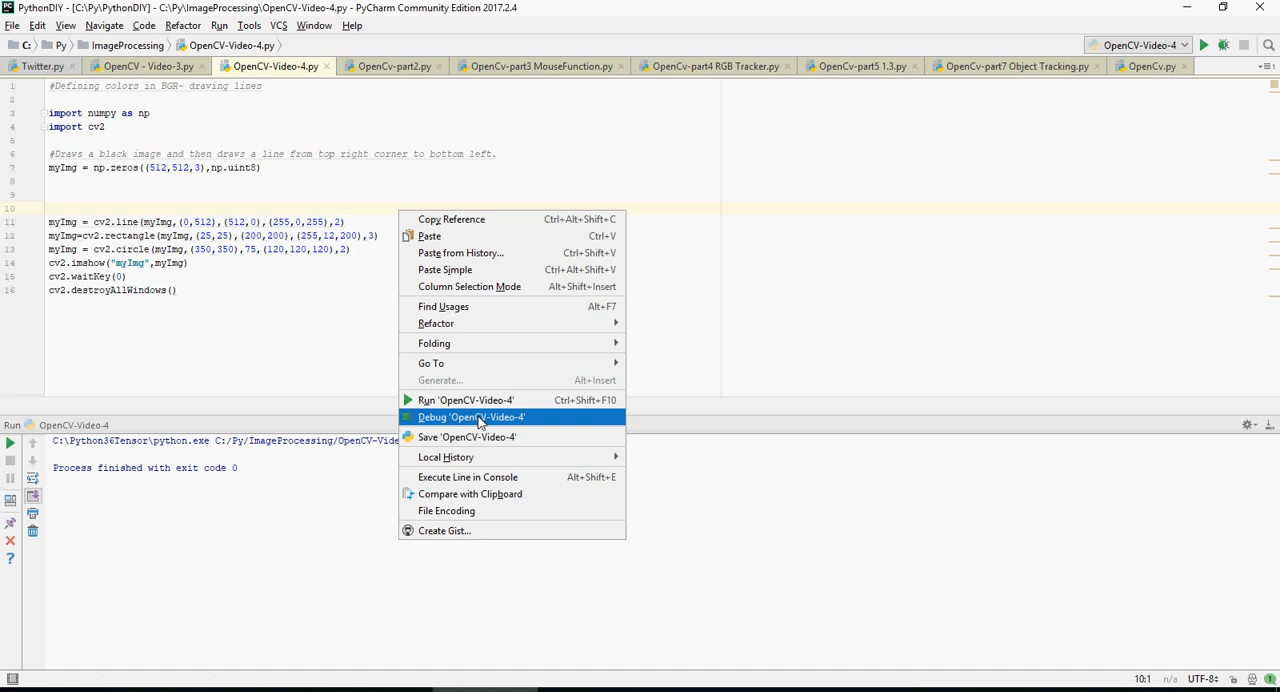 PC PythonDIY - [C:\Py\PythonDIY] - C:\Py\ImageProcessing\OpenCV-Video-4.py - PyCharm Community Edition 2017.2.4
File Edit View Navigate Code Refactor Run Tools VCS Window Help
C: Py ImageProcessing OpenCV-Video-4.py OpenCV-Video-4
Twitter.py OpenCV - Video-3.py OpenCV-Video-4.py OpenCv-part2.py OpenCv-part3 MouseFunction.py OpenCv-part4 RGB Tracker.py OpenCv-part5 1.3.py OpenCv-part7 Object Tracking.py OpenCv.py
1 #Defining colors in BGR- drawing lines
2
3 import numpy as np
4 import cv2
5
6 #Draws a black image and then draws a line from top right corner to bottom left.
7 myImg = np.zeros((512,512,3),np.uint8)
8
9
10
11 myImg = cv2.line(myImg,(0,512),(512,0),(255,0,255),2)
12 myImg=cv2.rectangle(myImg,(25,25),(200,200),(255,12,200),3)
13 myImg = cv2.circle(myImg,(350,350),75,(120,120,120),2)
14 cv2.imshow("myImg",myImg)
15 cv2.waitKey(0)
16 cv2.destroyAllWindows()
Copy Reference Ctrl+Alt+Shift+C
Paste Ctrl+V
Paste from History... Ctrl+Shift+V
Paste Simple Ctrl+Alt+Shift+V
Column Selection Mode Alt+Shift+Insert
Find Usages Alt+F7
Refactor
Folding
Go To
Generate... Alt+Insert
Run 'OpenCV-Video-4' Ctrl+Shift+F10
Debug 'OpenCV-Video-4'
Save 'OpenCV-Video-4'
Local History
Execute Line in Console Alt+Shift+E
Compare with Clipboard
File Encoding
Create Gist...
Run OpenCV-Video-4
C:\Python36Tensor\python.exe C:/Py/ImageProcessing/OpenCV-Vide
Process finished with exit code 0
10:1 n/a UTF-8 1